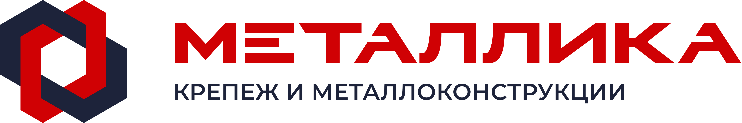 МЕТАЛЛИКА
КРЕПЕЖ И МЕТАЛЛОКОНСТРУКЦИИ